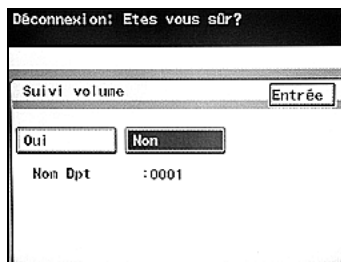 Déconnexion: Etes vous sûr?
Suivi volume
Entrée
Oui Non
Nom Dpt :0001